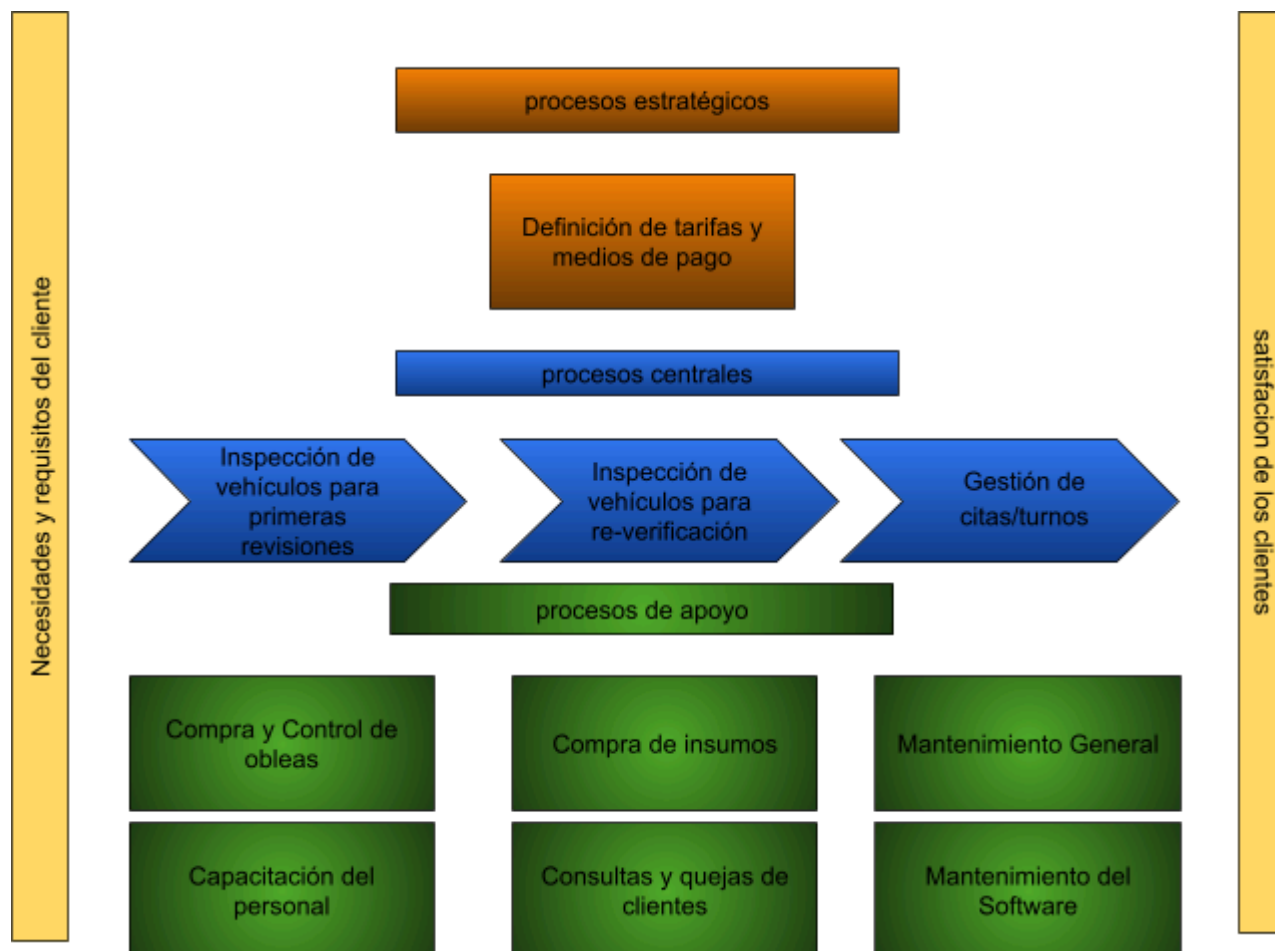 Necesidades y requisitos del cliente
procesos estratégicos
Definición de tarifas y
medios de pago
procesos centrales
Inspección de
vehículos para
primeras
revisiones
Inspección de
vehículos para
re-verificación
Gestión de
citas/turnos
procesos de apoyo
Compra y Control de
obleas
Compra de insumos
Mantenimiento General
Capacitación del
personal
Consultas y quejas de
clientes
Mantenimiento del
Software
satisfacion de los clientes